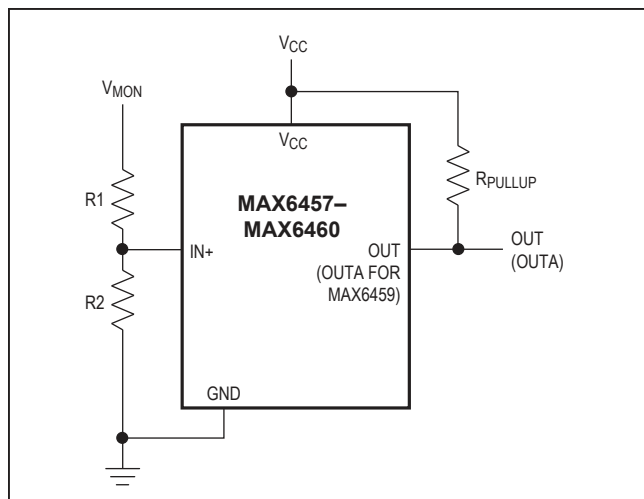 VCC
VMON
VCC
R1
RPULLUP
MAX6457–
MAX6460
IN+
OUT
(OUTA FOR
MAX6459)
OUT
(OUTA)
R2
GND